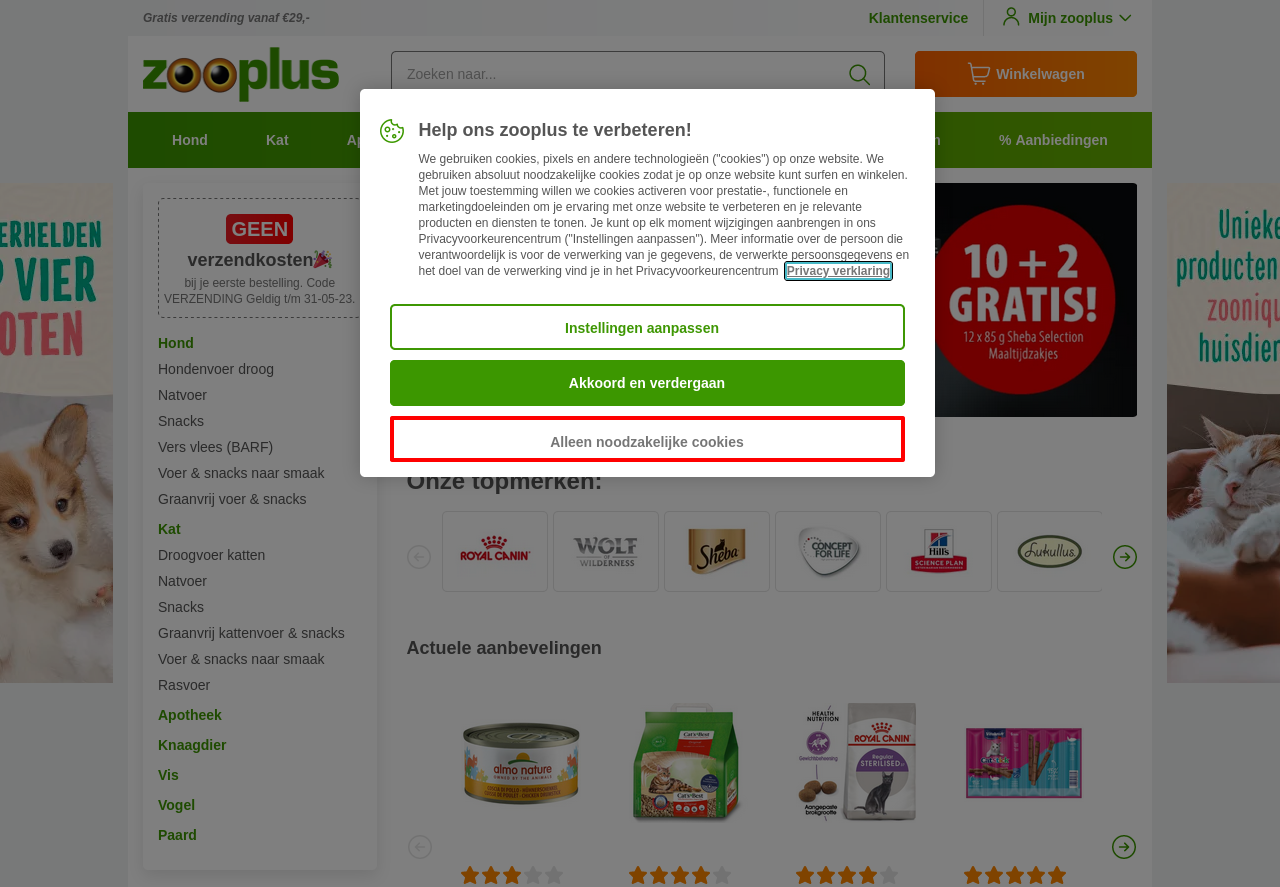 Gratis verzending vanaf €29,-
Klantenservice
Mijn zooplus
zooplus
Zoeken naar...
Winkelwagen
Hond
Kat
% Aanbiedingen
Help ons zooplus te verbeteren!
We gebruiken cookies, pixels en andere technologieën ("cookies") op onze website. We
gebruiken absoluut noodzakelijke cookies zodat je op onze website kunt surfen en winkelen.
Met jouw toestemming willen we cookies activeren voor prestatie-, functionele en
marketingdoeleinden om je ervaring met onze website te verbeteren en je relevante
producten en diensten te tonen. Je kunt op elk moment wijzigingen aanbrengen in ons
Privacyvoorkeurencentrum ("Instellingen aanpassen"). Meer informatie over de persoon die
verantwoordelijk is voor de verwerking van je gegevens, de verwerkte persoonsgegevens en
het doel van de verwerking vind je in het Privacyvoorkeurencentrum Privacy verklaring
Instellingen aanpassen
Akkoord en verdergaan
Alleen noodzakelijke cookies
ERHELDEN
VIER
OTEN
GEEN
verzendkosten
bij je eerste bestelling. Code
VERZENDING Geldig t/m 31-05-23.
Hond
Hondenvoer droog
Natvoer
Snacks
Vers vlees (BARF)
Voer & snacks naar smaak
Graanvrij voer & snacks
Kat
Droogvoer katten
Natvoer
Snacks
Graanvrij kattenvoer & snacks
Voer & snacks naar smaak
Rasvoer
Apotheek
Knaagdier
Vis
Vogel
Paard
10 + 2
GRATIS!
12 x 85 g Sheba Selection
Maaltijdzakjes
Unieke
producten
zooniq
huisdier
Onze topmerken:
ROYAL CANIN
WOLF
OF
WILDERNESS
Sheba
CONCEPT
FOR LIFE
Hill's
SCIENCE PLAN
Lukullus
Actuele aanbevelingen
almo nature
Cat's Best
HEALTH
NUTRITION
Gewichtsbeheersing
Aangepaste
brokgrootte
ROYAL CANIN
Regular
STERILISED